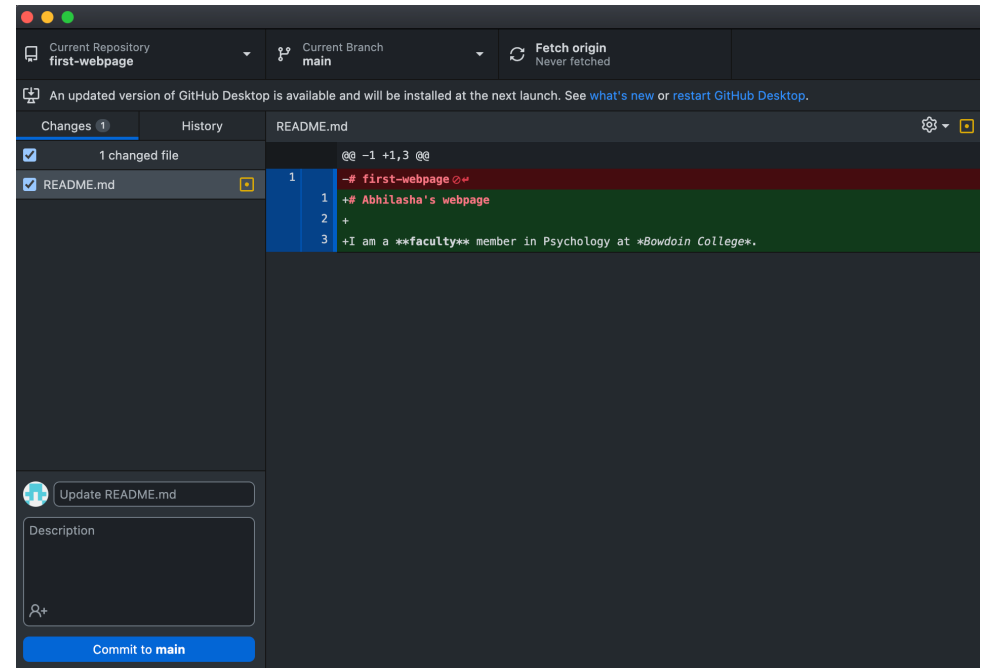 Current Repository
first-webpage
Current Branch
main
Fetch origin
Never fetched
An updated version of GitHub Desktop is available and will be installed at the next launch. See what's new or restart GitHub Desktop.
Changes 1
History
README.md
1 changed file
README.md
@@ -1 +1,3 @@
1 -# first-webpage
1 +# Abhilasha's webpage
2 +
3 +I am a **faculty** member in Psychology at *Bowdoin College*.
Update README.md
Description
Commit to main